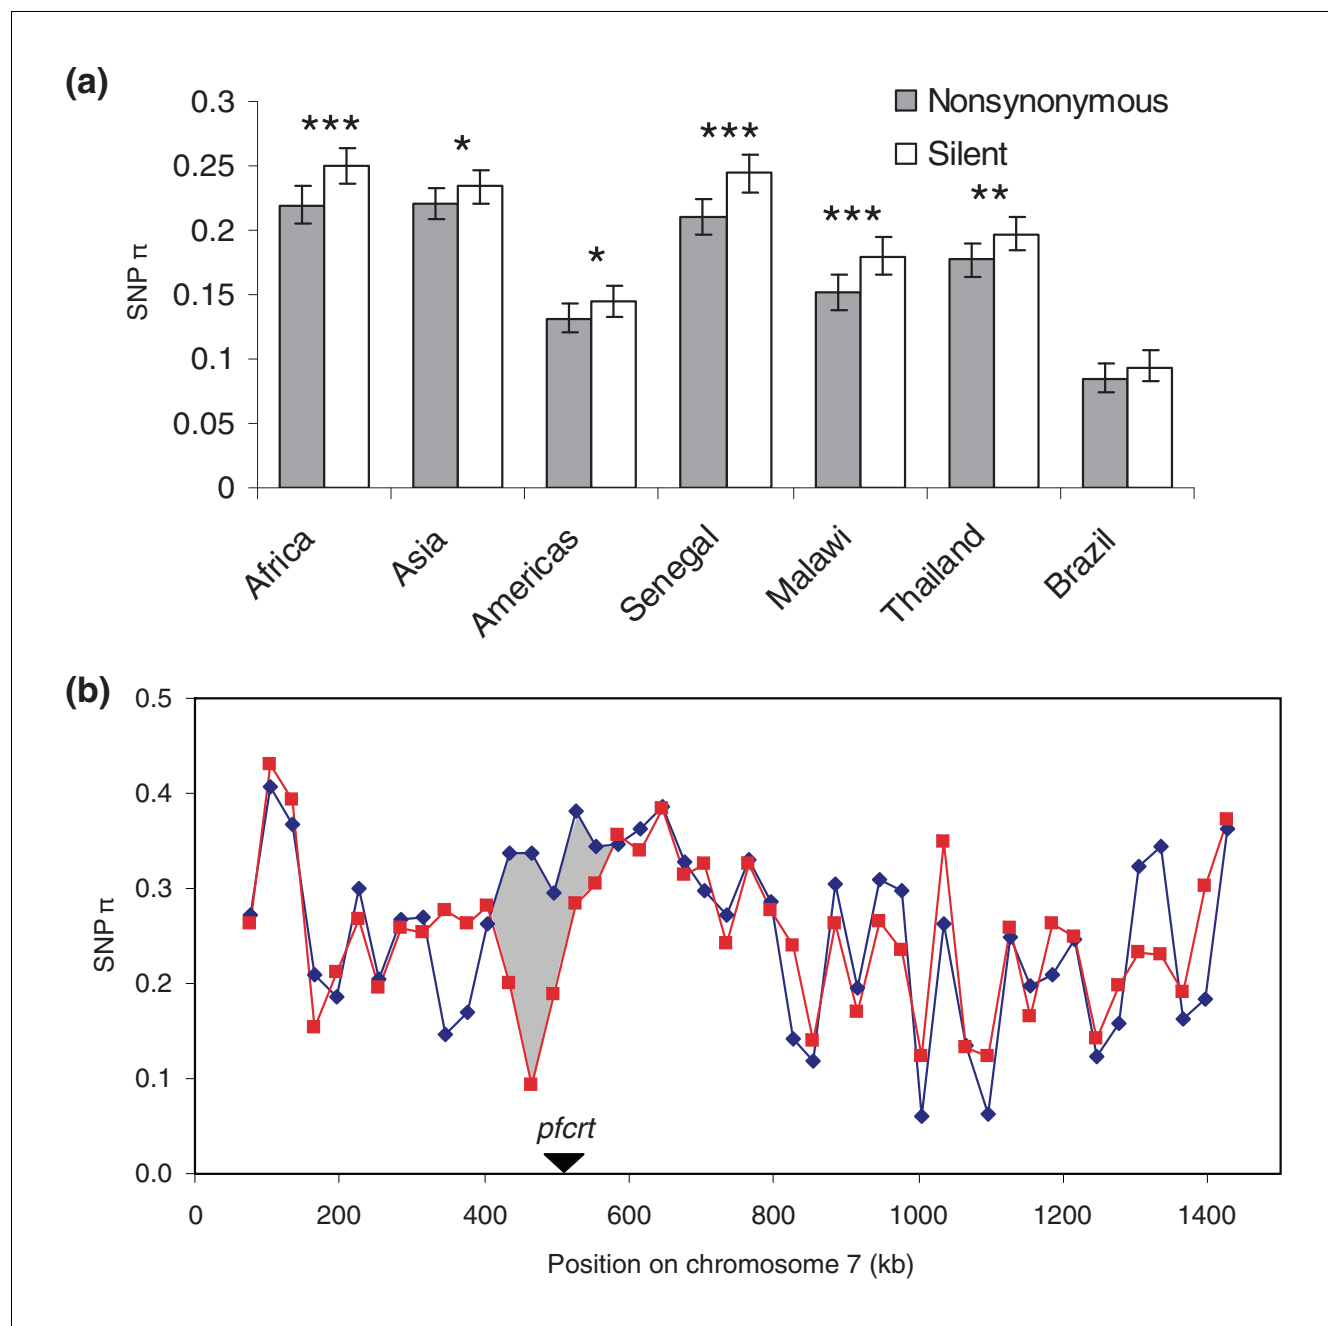 (a)
0.3
0.25
0.2
0.15
0.1
0.05
0
SNP π
Nonsynonymous
Silent
***
*
*
***
***
**
Africa
Asia
Americas
Senegal
Malawi
Thailand
Brazil
(b)
0.5
0.4
0.3
0.2
0.1
0.0
SNP π
pfcrt
0 200 400 600 800 1000 1200 1400
Position on chromosome 7 (kb)